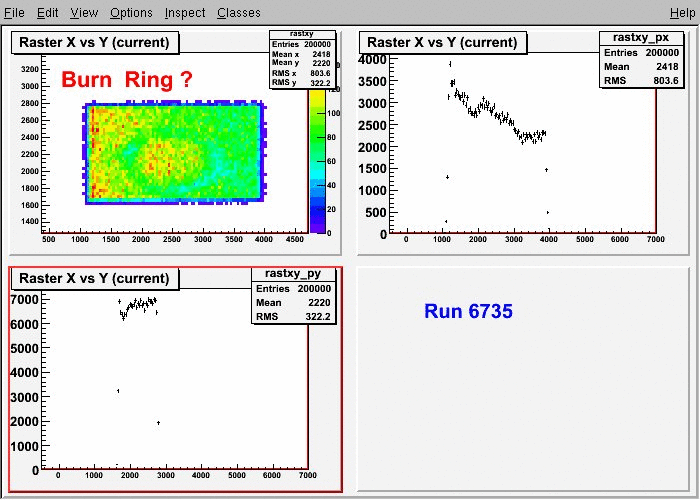 File Edit View Options Inspect Classes Help
Raster X vs Y (current)
rastxy
Entries 200000
Mean x 2418
Mean y 2220
RMS x 803.6
RMS y 322.2
Burn Ring ?
3200
3000
2800
2600
2400
2200
2000
1800
1600
1400
500 1000 1500 2000 2500 3000 3500 4000 4500
100
80
60
40
20
0
Raster X vs Y (current)
rastxy_px
Entries 200000
Mean 2418
RMS 803.6
4000
3500
3000
2500
2000
1500
1000
500
0
0 1000 2000 3000 4000 5000 6000 7000
Raster X vs Y (current)
rastxy_py
Entries 200000
Mean 2220
RMS 322.2
7000
6000
5000
4000
3000
2000
1000
0
0 1000 2000 3000 4000 5000 6000 7000
Run 6735